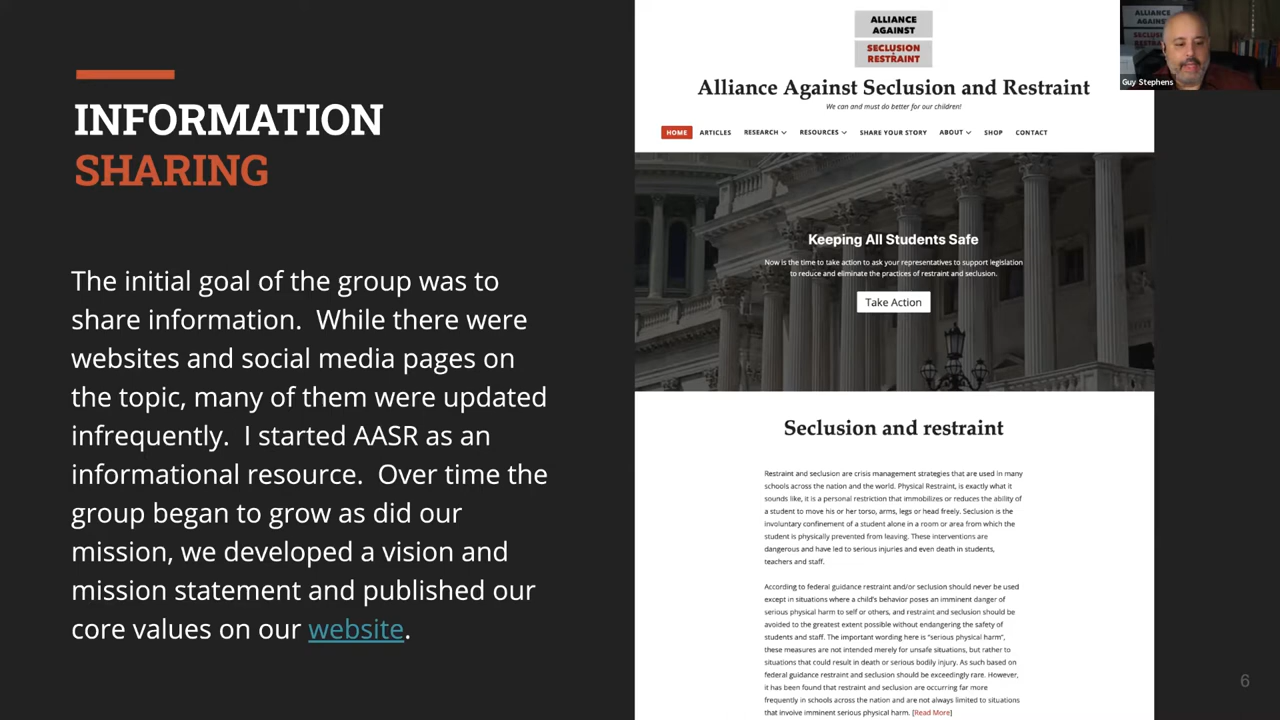 INFORMATION
SHARING
The initial goal of the group was to
share information.  While there were
websites and social media pages on
the topic, many of them were updated
infrequently.  I started AASR as an
informational resource.  Over time the
group began to grow as did our
mission, we developed a vision and
mission statement and published our
core values on our website.
ALLIANCE
AGAINST
SECLUSION
RESTRAINT
Alliance Against Seclusion and Restraint
We can and must do better for our children!
HOME ARTICLES RESEARCH RESOURCES SHARE YOUR STORY ABOUT SHOP CONTACT
Keeping All Students Safe
Now is the time to take action to ask your representatives to support legislation
to reduce and eliminate the practices of restraint and seclusion.
Take Action
Seclusion and restraint
Restraint and seclusion are crisis management strategies that are used in many
schools across the nation and the world. Physical Restraint, is exactly what it
sounds like, it is a personal restriction that immobilizes or reduces the ability of
a student to move his or her torso, arms, legs or head freely. Seclusion is the
involuntary confinement of a student alone in a room or area from which the
student is physically prevented from leaving. These interventions are
dangerous and have led to serious injuries and even death in students,
teachers and staff.
According to federal guidance restraint and/or seclusion should never be used
except in situations where a child's behavior poses an imminent danger of
serious physical harm to self or others, and restraint and seclusion should be
avoided to the greatest extent possible without endangering the safety of
students and staff. The important wording here is "serious physical harm",
these measures are not intended merely for unsafe situations, but rather to
situations that could result in death or serious bodily injury. As such based on
federal guidance restraint and seclusion should be exceedingly rare. However,
it has been found that restraint and seclusion are occurring far more
frequently in schools across the nation and are not always limited to situations
that involve imminent serious physical harm. [Read More]
ALLIANCE
AGAINST
Guy Stephens
6